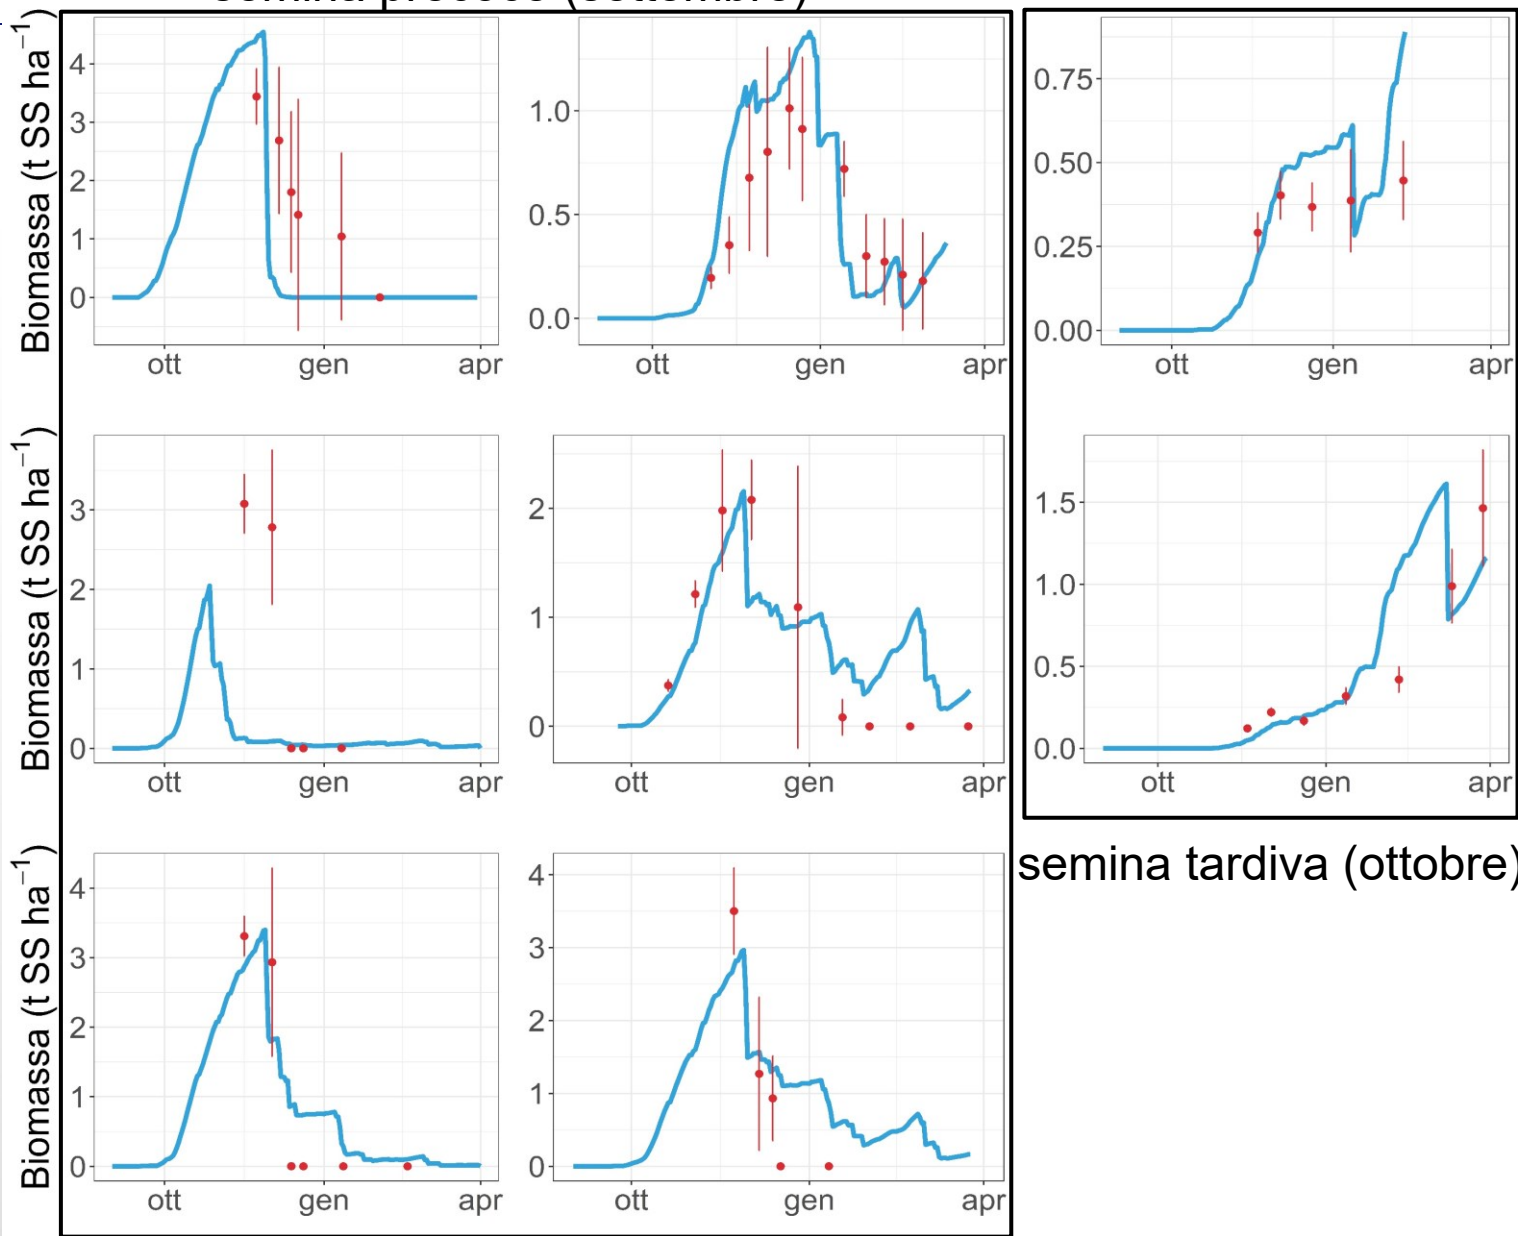 semina precoce (settembre)
Biomassa (t SS ha⁻¹)
4
3
2
1
0
ott gen apr
1.0
0.5
0.0
ott gen apr
0.75
0.50
0.25
0.00
ott gen apr
Biomassa (t SS ha⁻¹)
3
2
1
0
ott gen apr
2
1
0
ott gen apr
1.5
1.0
0.5
0.0
ott gen apr
semina tardiva (ottobre)
Biomassa (t SS ha⁻¹)
4
3
2
1
0
ott gen apr
4
3
2
1
0
ott gen apr